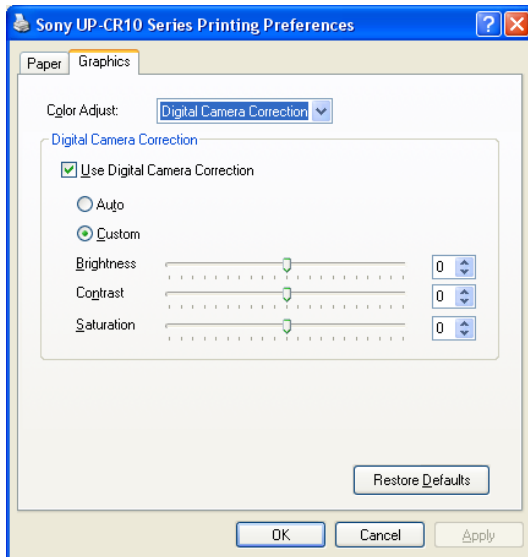 Sony UP-CR10 Series Printing Preferences
Paper Graphics
Color Adjust: Digital Camera Correction
Digital Camera Correction
Use Digital Camera Correction
Auto
Custom
Brightness 0
Contrast 0
Saturation 0
Restore Defaults
OK Cancel Apply